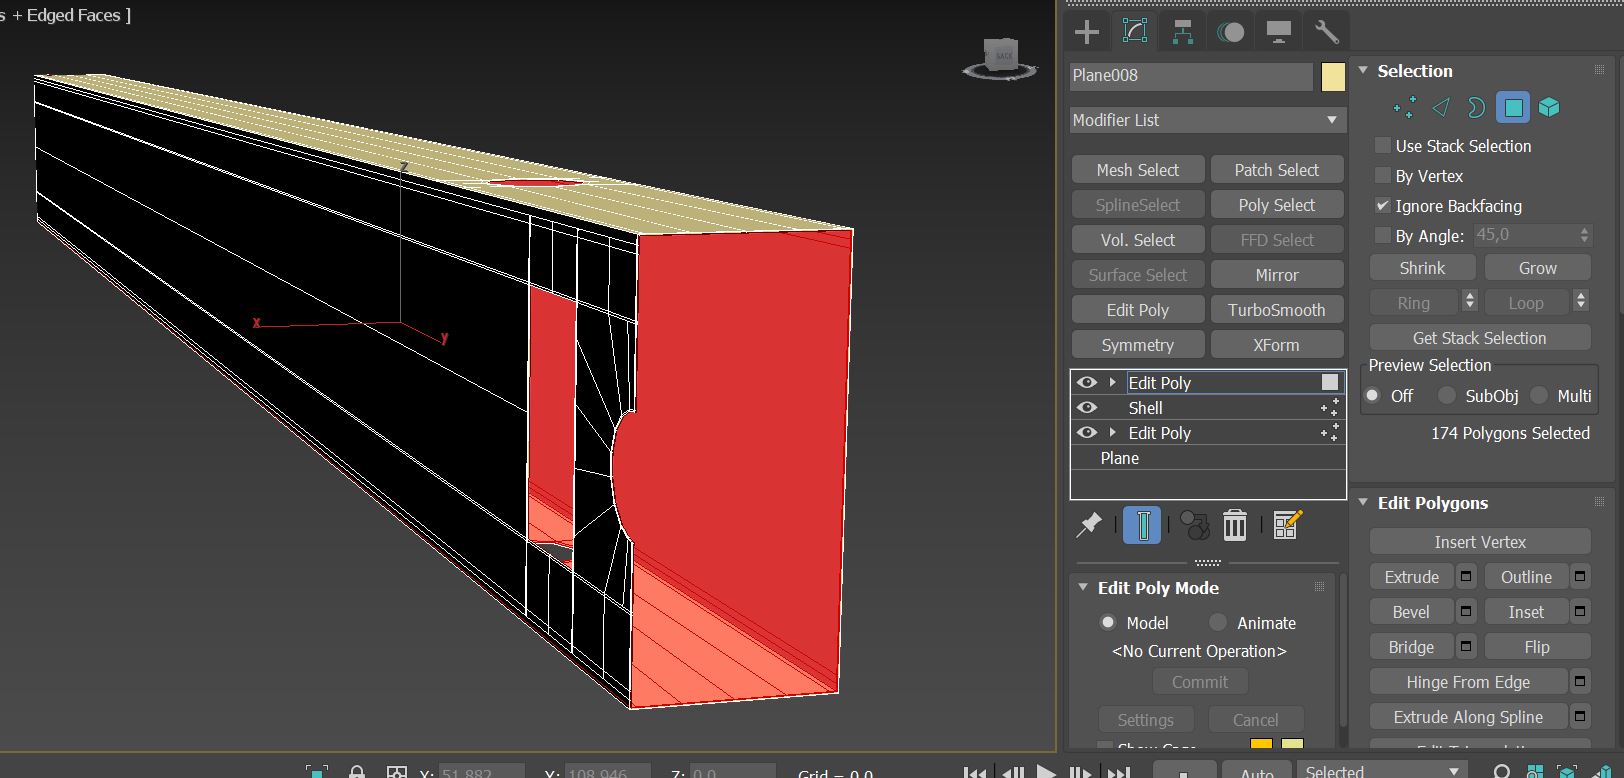 s + Edged Faces ]
BACK
z
x
y
Plane008
Modifier List
Mesh Select
Patch Select
SplineSelect
Poly Select
Vol. Select
FFD Select
Surface Select
Mirror
Edit Poly
TurboSmooth
Symmetry
XForm
Edit Poly
Shell
Edit Poly
Plane
Edit Poly Mode
Model
Animate
<No Current Operation>
Commit
Settings
Cancel
Show Cage
Selection
Use Stack Selection
By Vertex
Ignore Backfacing
By Angle: 45,0
Shrink
Grow
Ring
Loop
Get Stack Selection
Preview Selection
Off
SubObj
Multi
174 Polygons Selected
Edit Polygons
Insert Vertex
Extrude
Outline
Bevel
Inset
Bridge
Flip
Hinge From Edge
Extrude Along Spline
Edit Triangulation
X: 51,882
Y: 108,946
Z: 0,0
Grid = 0,0
Auto
Selected